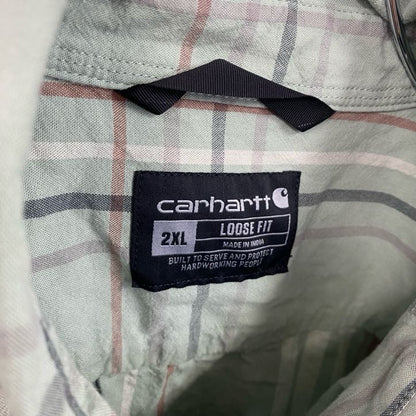 carhartt
2XL LOOSE FIT
MADE IN INDIA
BUILT TO SERVE AND PROTECT
HARDWORKING PEOPLE